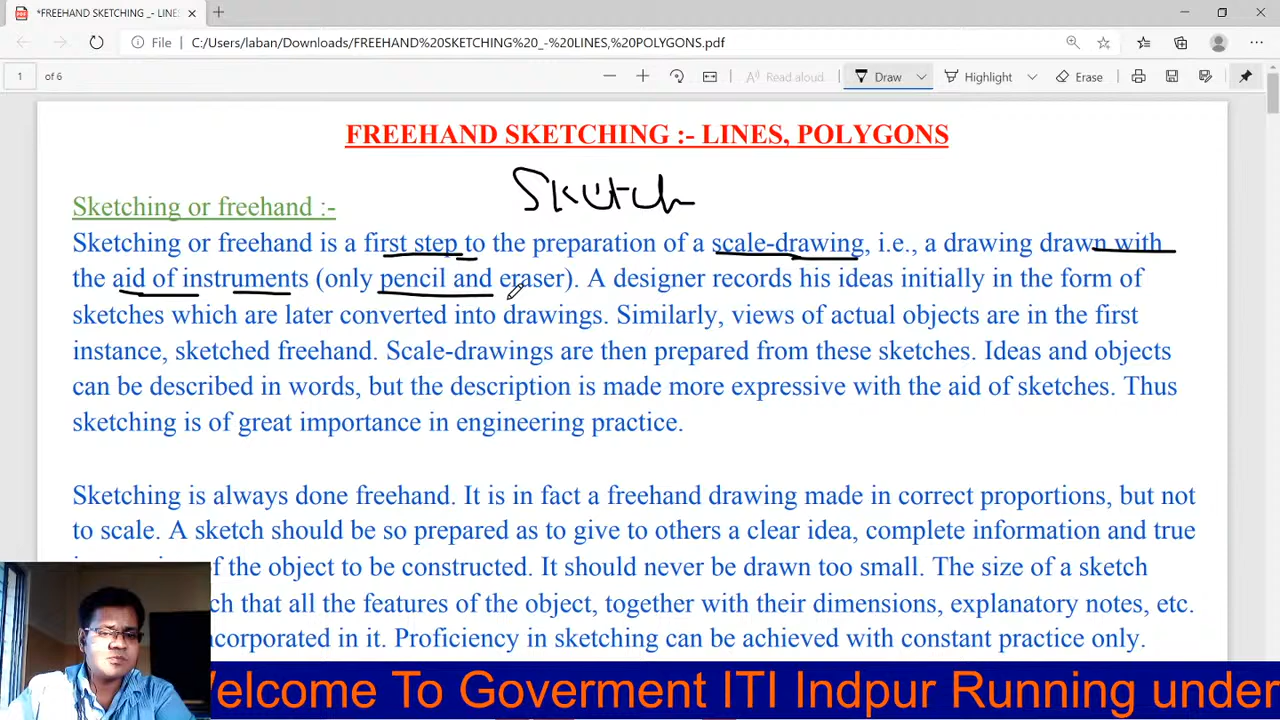 *FREEHAND SKETCHING _- LINE
File C:/Users/laban/Downloads/FREEHAND%20SKETCHING%20_-%20LINES,%20POLYGONS.pdf
1 of 6 Read aloud Draw Highlight Erase
FREEHAND SKETCHING :- LINES, POLYGONS
Sketch
Sketching or freehand :-
Sketching or freehand is a first step to the preparation of a scale-drawing, i.e., a drawing drawn with
the aid of instruments (only pencil and eraser). A designer records his ideas initially in the form of
sketches which are later converted into drawings. Similarly, views of actual objects are in the first
instance, sketched freehand. Scale-drawings are then prepared from these sketches. Ideas and objects
can be described in words, but the description is made more expressive with the aid of sketches. Thus
sketching is of great importance in engineering practice.
Sketching is always done freehand. It is in fact a freehand drawing made in correct proportions, but not
to scale. A sketch should be so prepared as to give to others a clear idea, complete information and true
of the object to be constructed. It should never be drawn too small. The size of a sketch
that all the features of the object, together with their dimensions, explanatory notes, etc.
incorporated in it. Proficiency in sketching can be achieved with constant practice only.
Welcome To Goverment ITI Indpur Running under